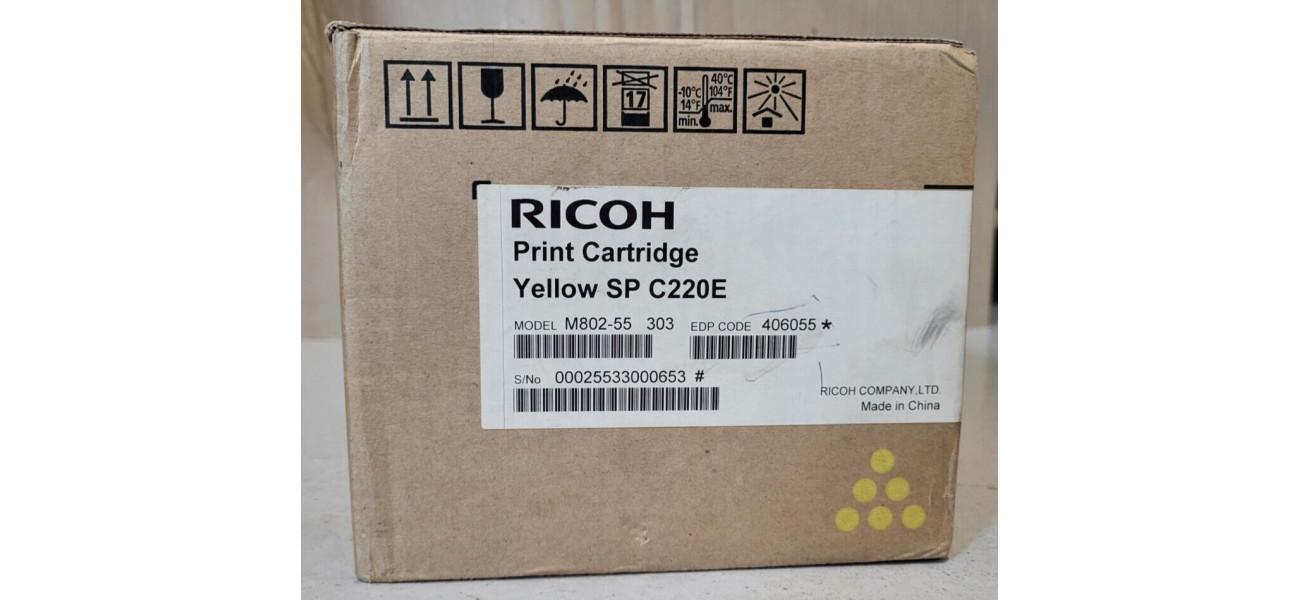 17
40°C
-10°C 104°F
14°F max.
min.
RICOH
Print Cartridge
Yellow SP C220E
MODEL M802-55 303 EDP CODE 406055 *
S/No 00025533000653 #
RICOH COMPANY,LTD.
Made in China